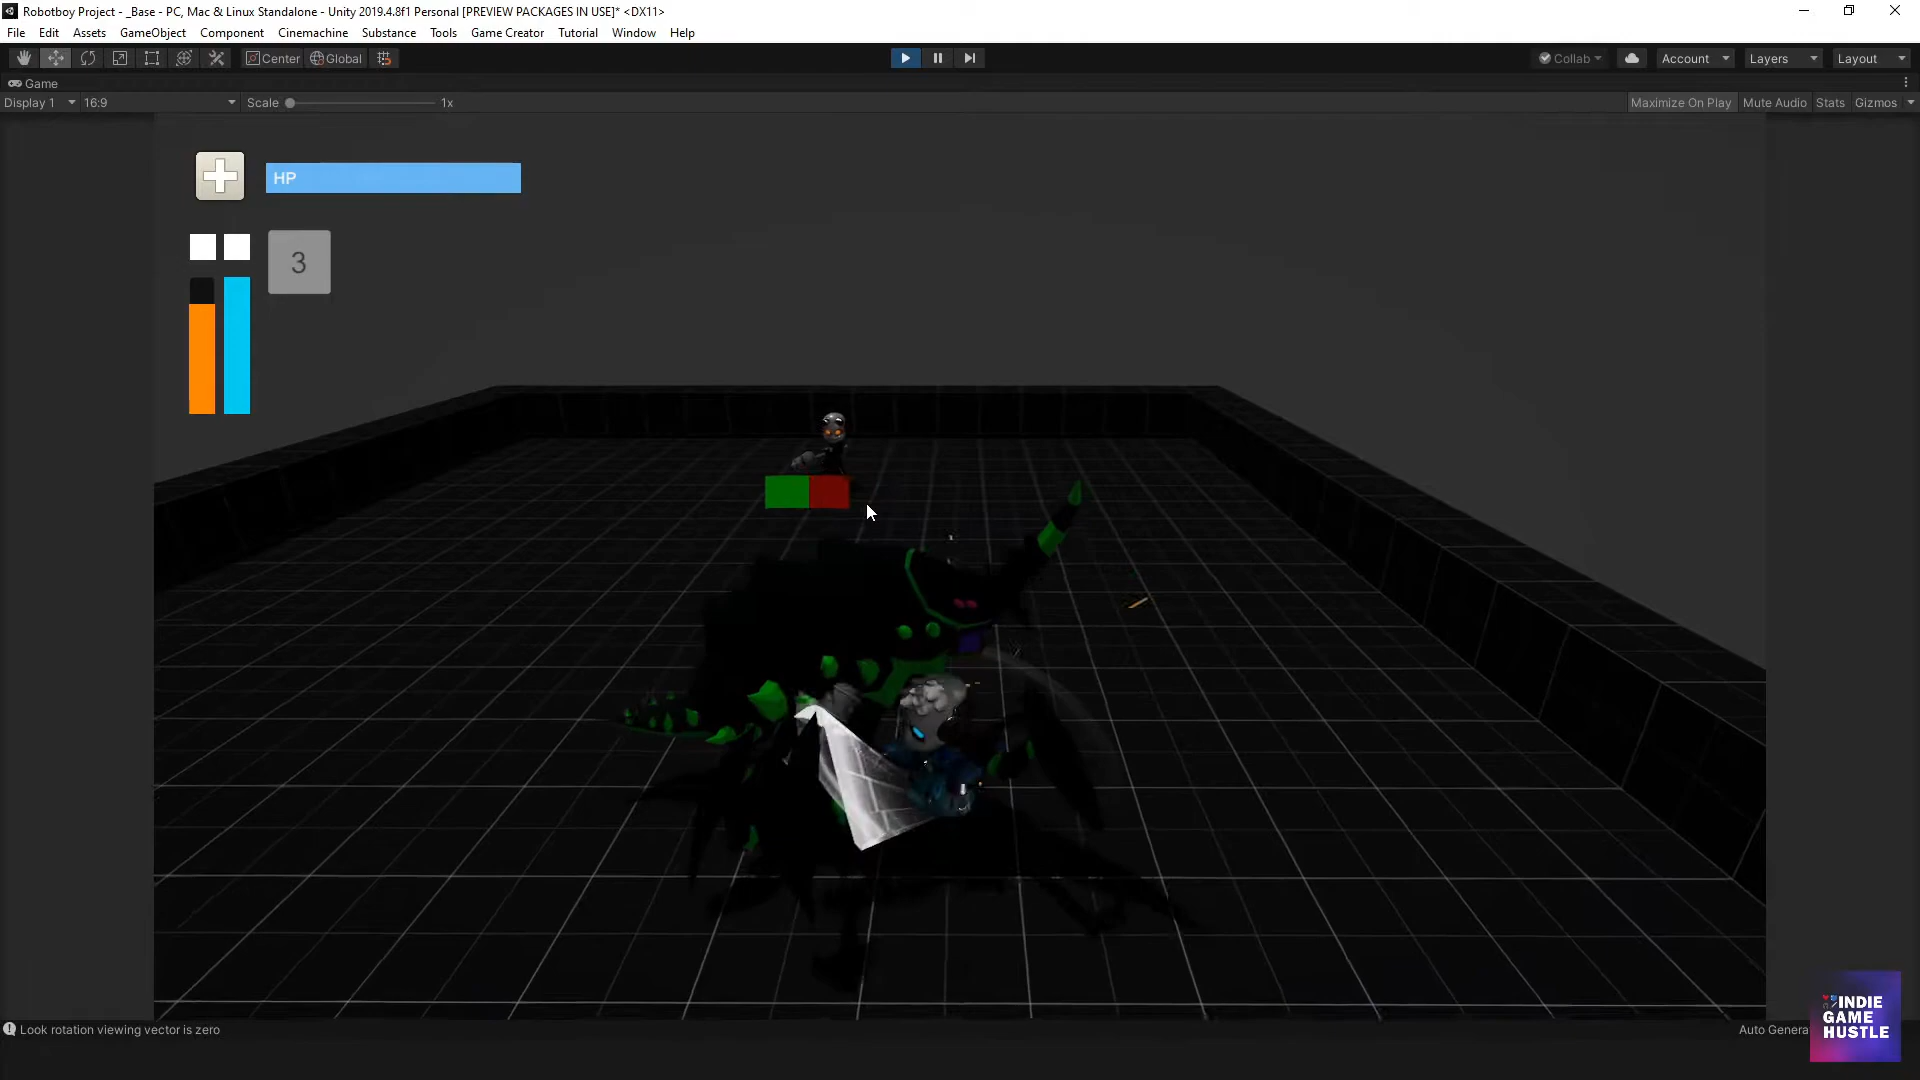 Robotboy Project - _Base - PC, Mac & Linux Standalone - Unity 2019.4.8f1 Personal [PREVIEW PACKAGES IN USE]* <DX11>
File Edit Assets GameObject Component Cinemachine Substance Tools Game Creator Tutorial Window Help
Center Global Collab Account Layers Layout
Game
Display 1 16:9 Scale 1x Maximize On Play Mute Audio Stats Gizmos
HP
3
Look rotation viewing vector is zero
Auto Genera
INDIE
GAME
HUSTLE